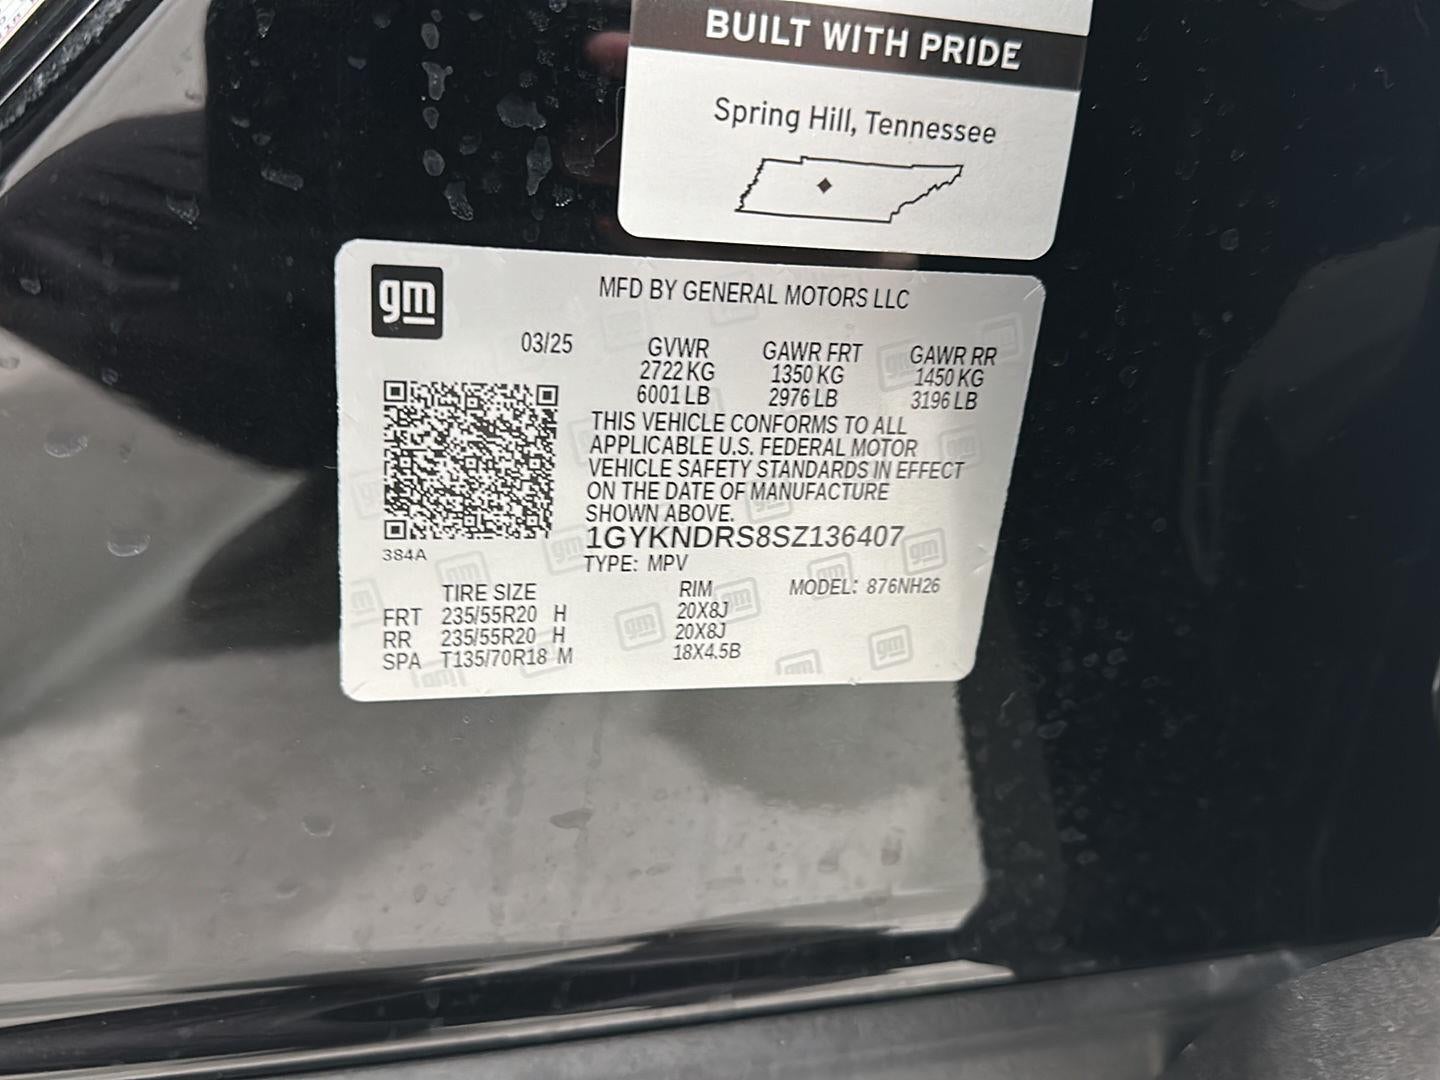 BUILT WITH PRIDE
Spring Hill, Tennessee
gm
MFD BY GENERAL MOTORS LLC
03/25 GVWR GAWR FRT GAWR RR
2722 KG 1350 KG 1450 KG
6001 LB 2976 LB 3196 LB
THIS VEHICLE CONFORMS TO ALL
APPLICABLE U.S. FEDERAL MOTOR
VEHICLE SAFETY STANDARDS IN EFFECT
ON THE DATE OF MANUFACTURE
SHOWN ABOVE.
1GYKNDRS8SZ136407
384A
TYPE: MPV
TIRE SIZE RIM MODEL: 876NH26
FRT 235/55R20 H 20X8J
RR 235/55R20 H 20X8J
SPA T135/70R18 M 18X4.5B